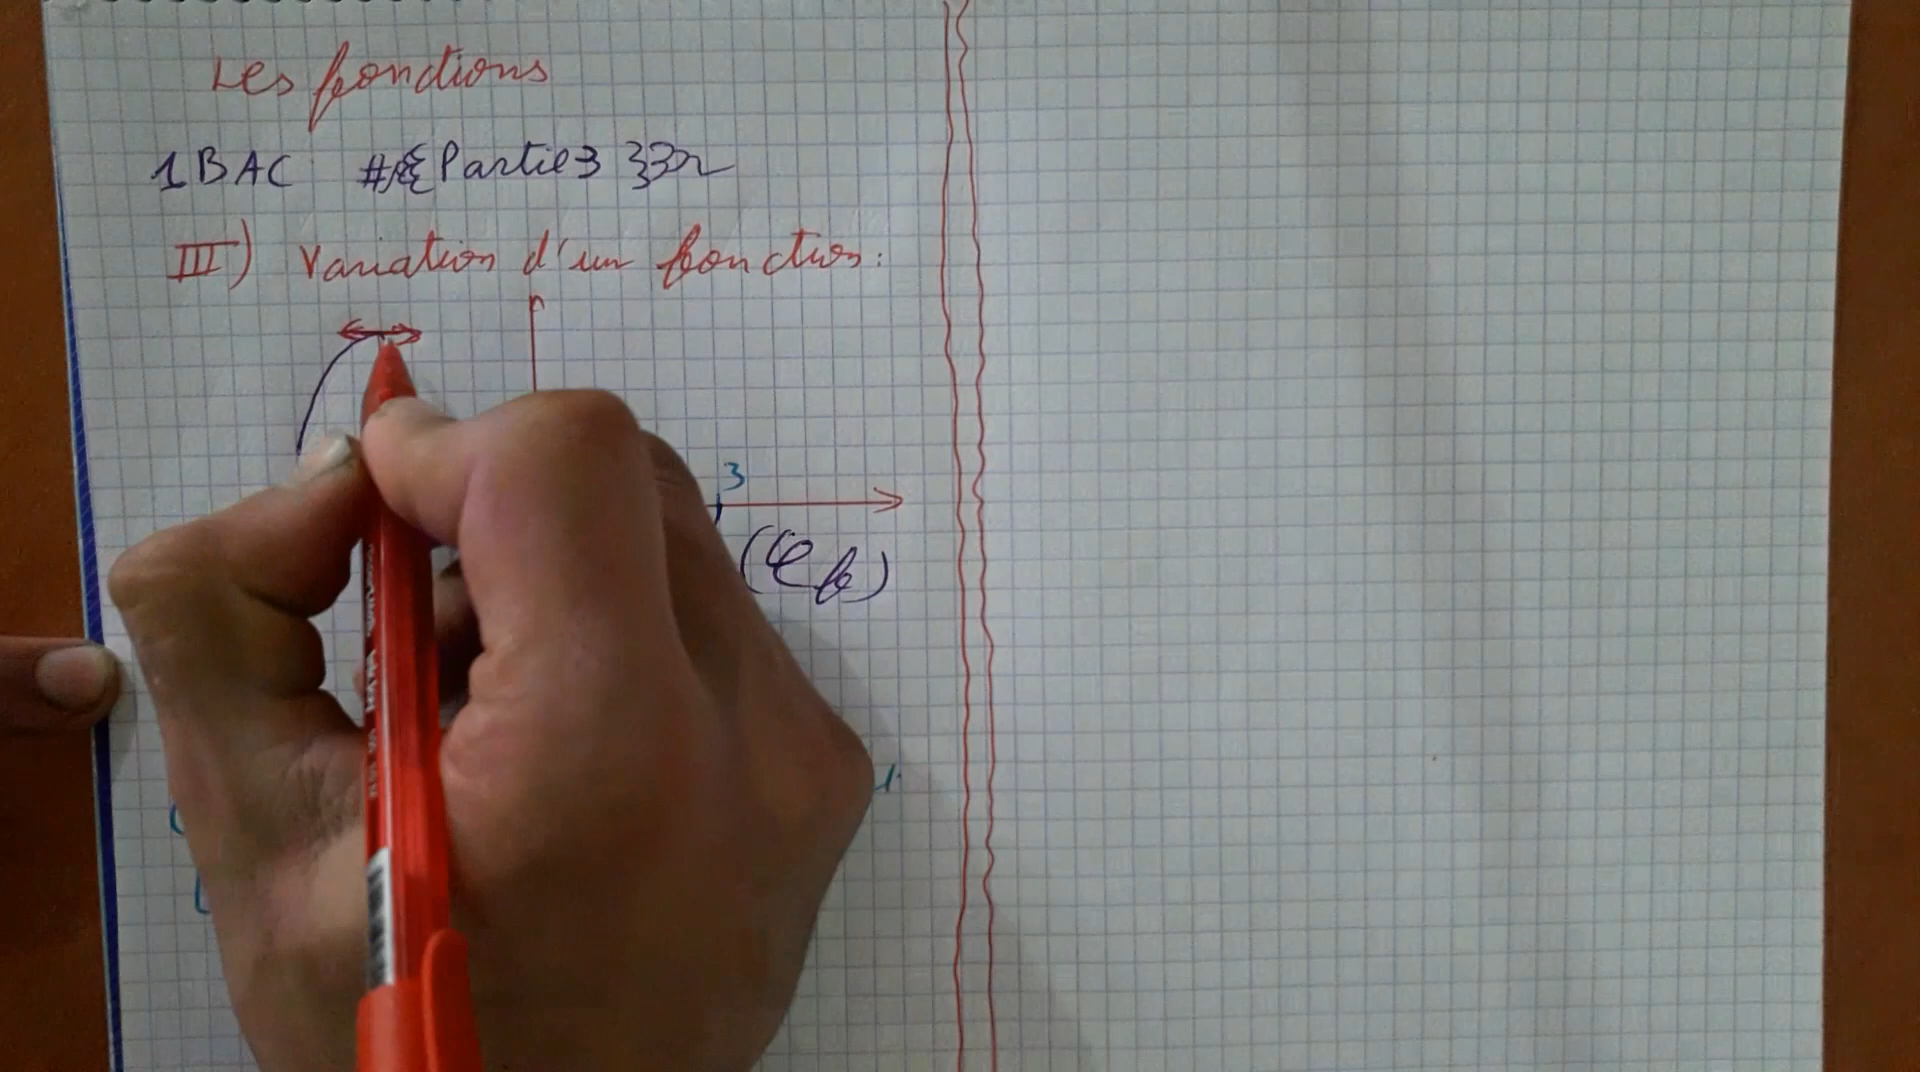 Les fonctions
1BAC #{{Partie3}}
III) Variation d'un fonction:
3
(Cf)